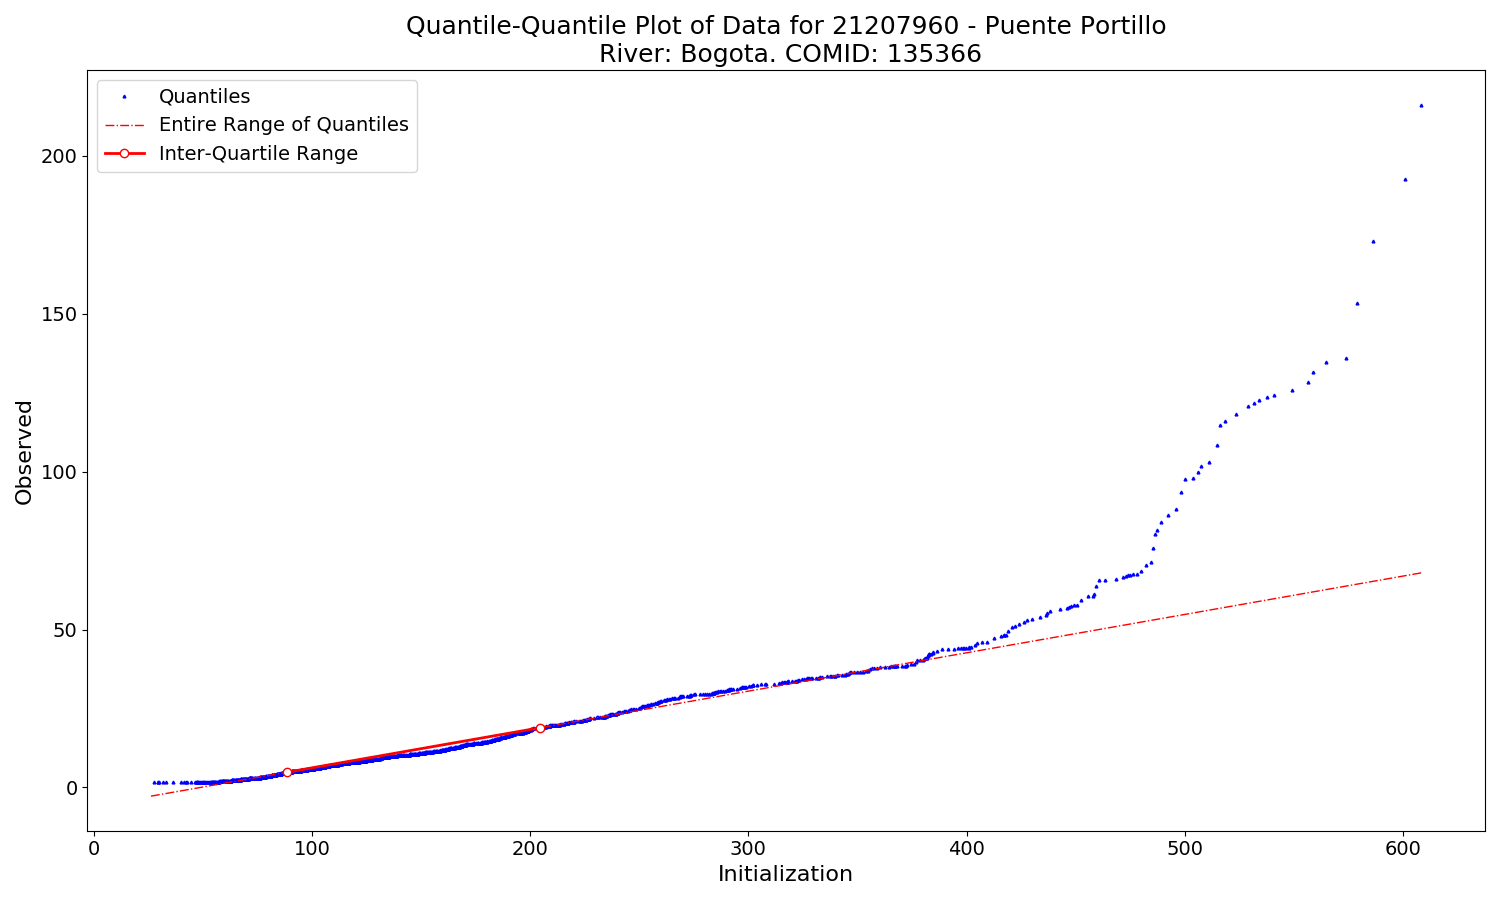 Quantile-Quantile Plot of Data for 21207960 - Puente Portillo
River: Bogota. COMID: 135366
Quantiles
Entire Range of Quantiles
Inter-Quartile Range
Observed
200
150
100
50
0
0 100 200 300 400 500 600
Initialization